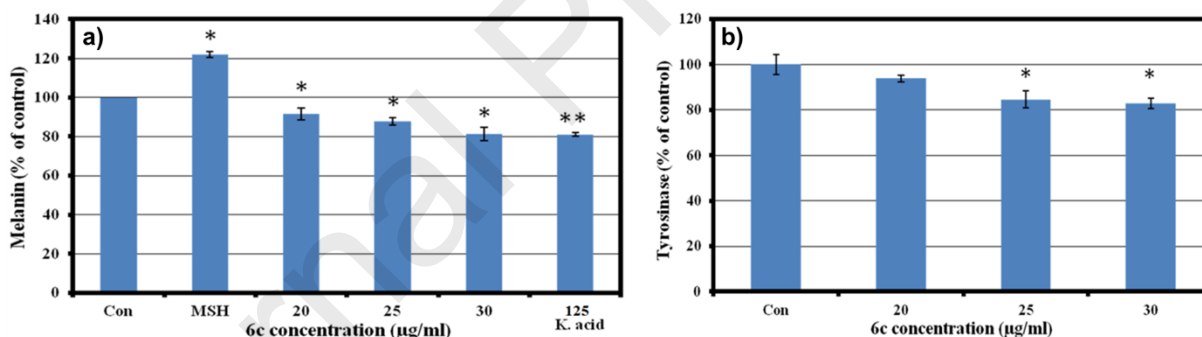 a)
Melanin (% of control)
140
120
100
80
60
40
20
0
*
*
*
*
**
Con MSH 20 25 30 125
K. acid
6c concentration (µg/ml)
b)
Tyrosinase (% of control)
120
100
80
60
40
20
0
*
*
Con 20 25 30
6c concentration (µg/ml)
rnal Pr